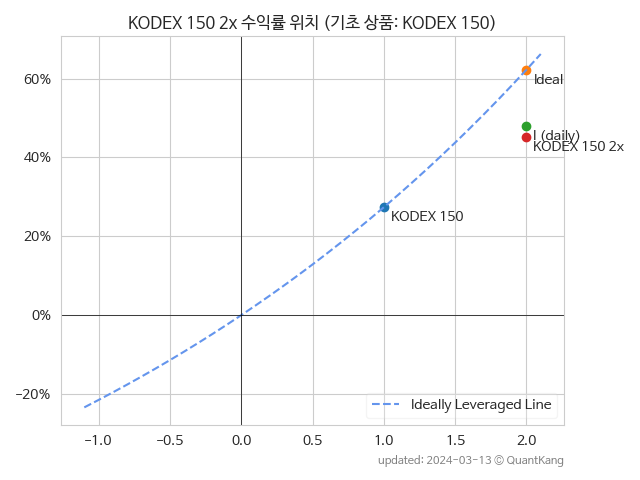 KODEX 150 2x 수익률 위치 (기초 상품: KODEX 150)
60%
40%
20%
0%
−20%
Ideal
I (daily)
KODEX 150 2x
KODEX 150
Ideally Leveraged Line
−1.0 −0.5 0.0 0.5 1.0 1.5 2.0
updated: 2024-03-13 © QuantKang